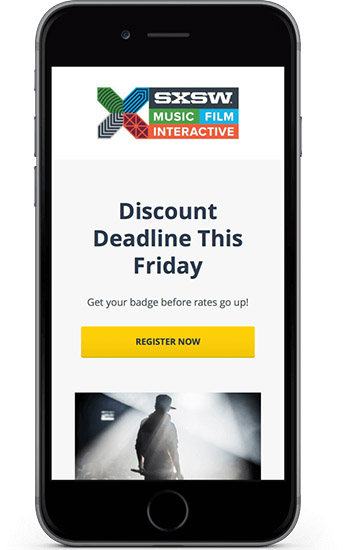 SXSW.
MUSIC FILM
INTERACTIVE
Discount
Deadline This
Friday
Get your badge before rates go up!
REGISTER NOW